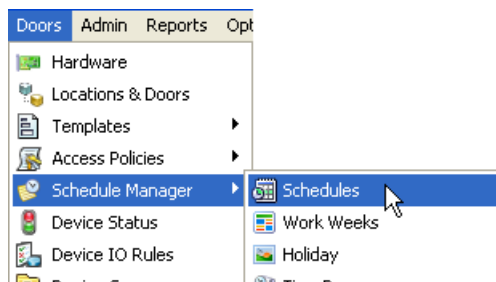 Doors Admin Reports
Hardware
Locations & Doors
Templates
Access Policies
Schedule Manager
Schedules
Device Status
Work Weeks
Device IO Rules
Holiday